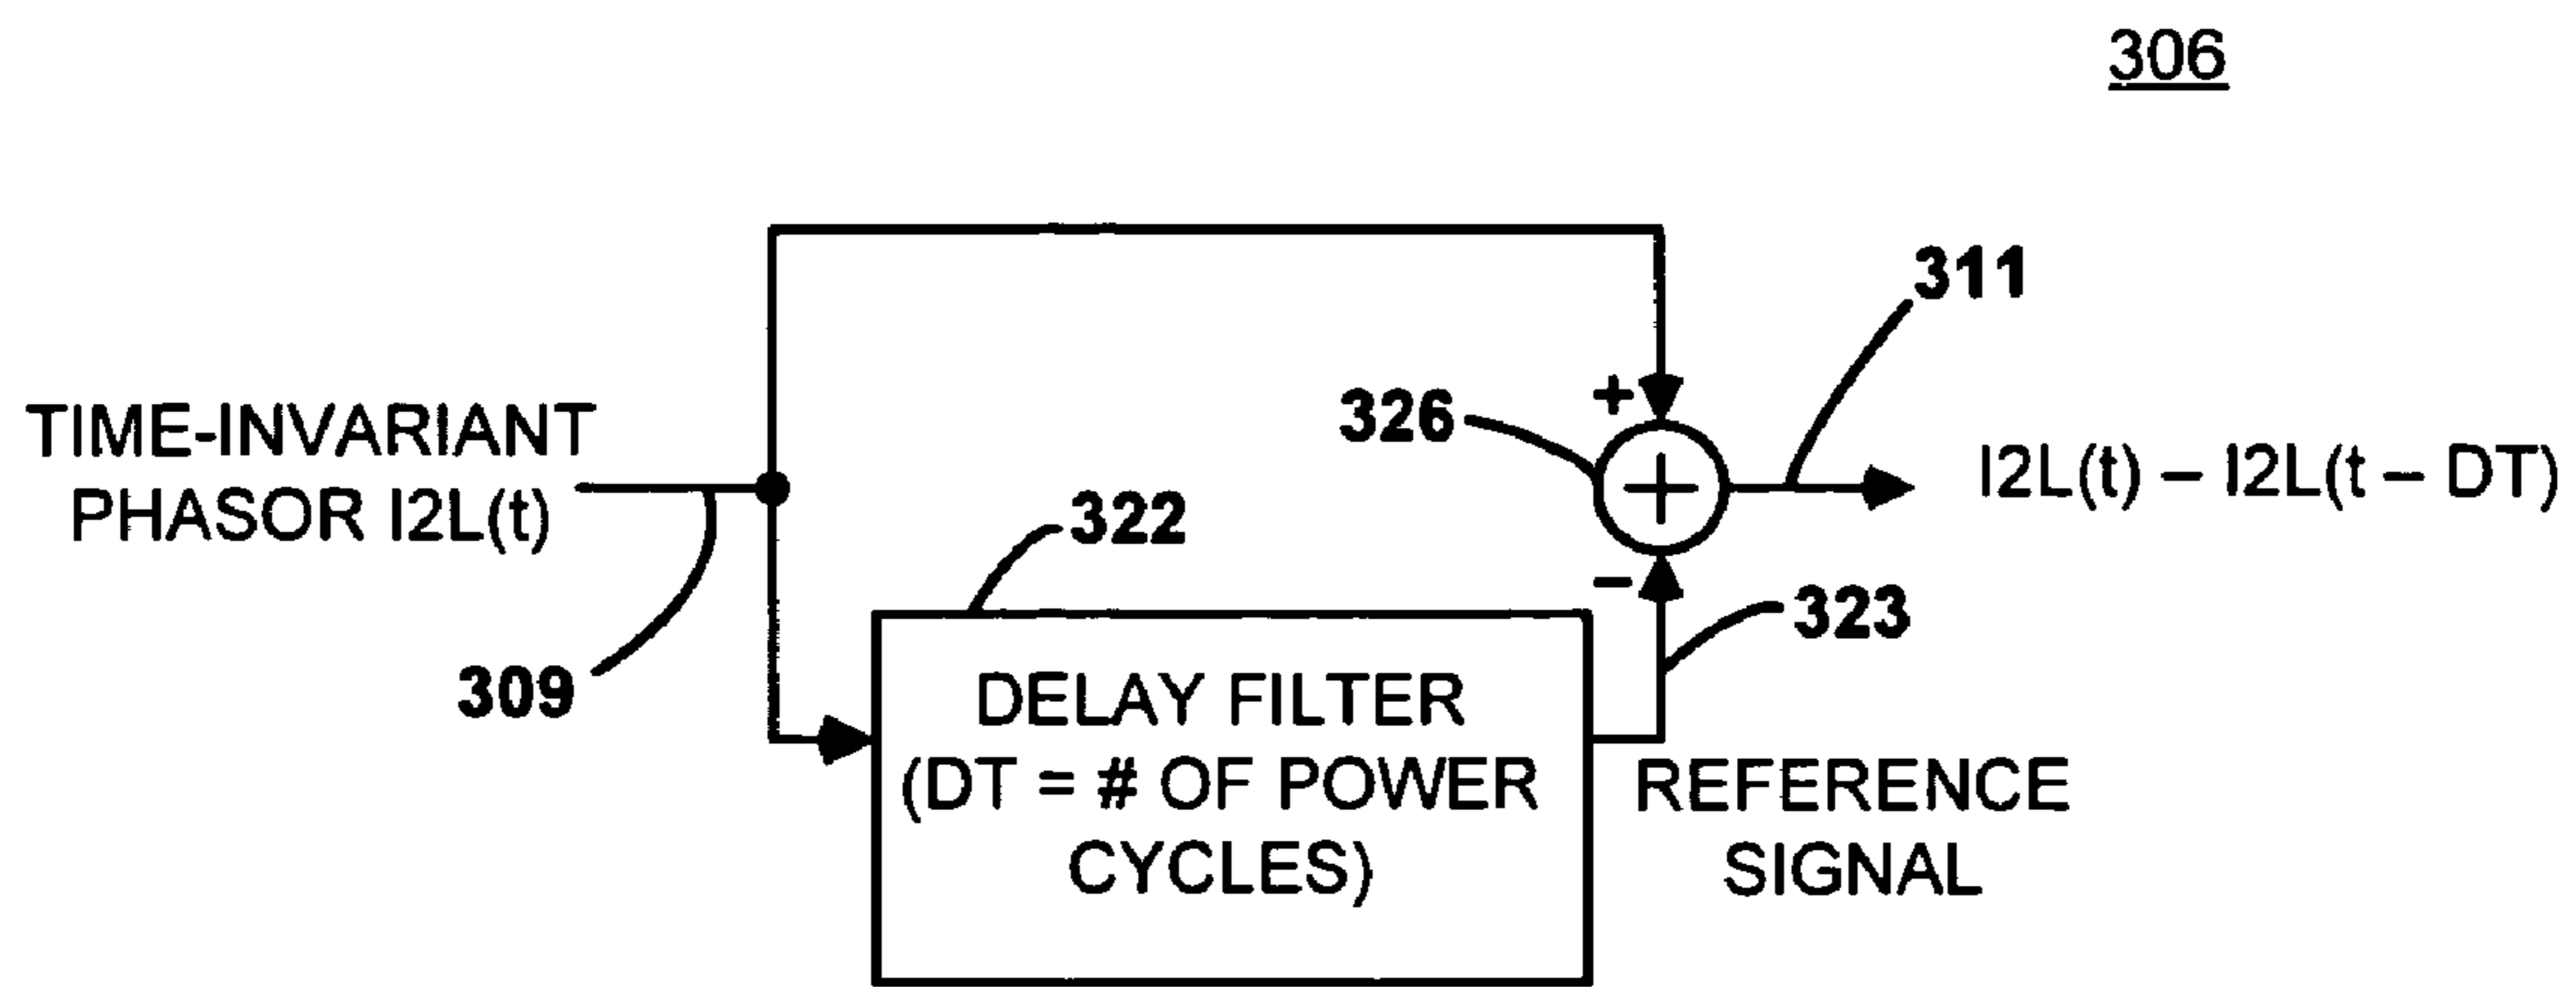 306
311
+
326
TIME-INVARIANT
PHASOR I2L(t)
+
I2L(t) – I2L(t – DT)
322
–
323
309
DELAY FILTER
(DT = # OF POWER
CYCLES)
REFERENCE
SIGNAL